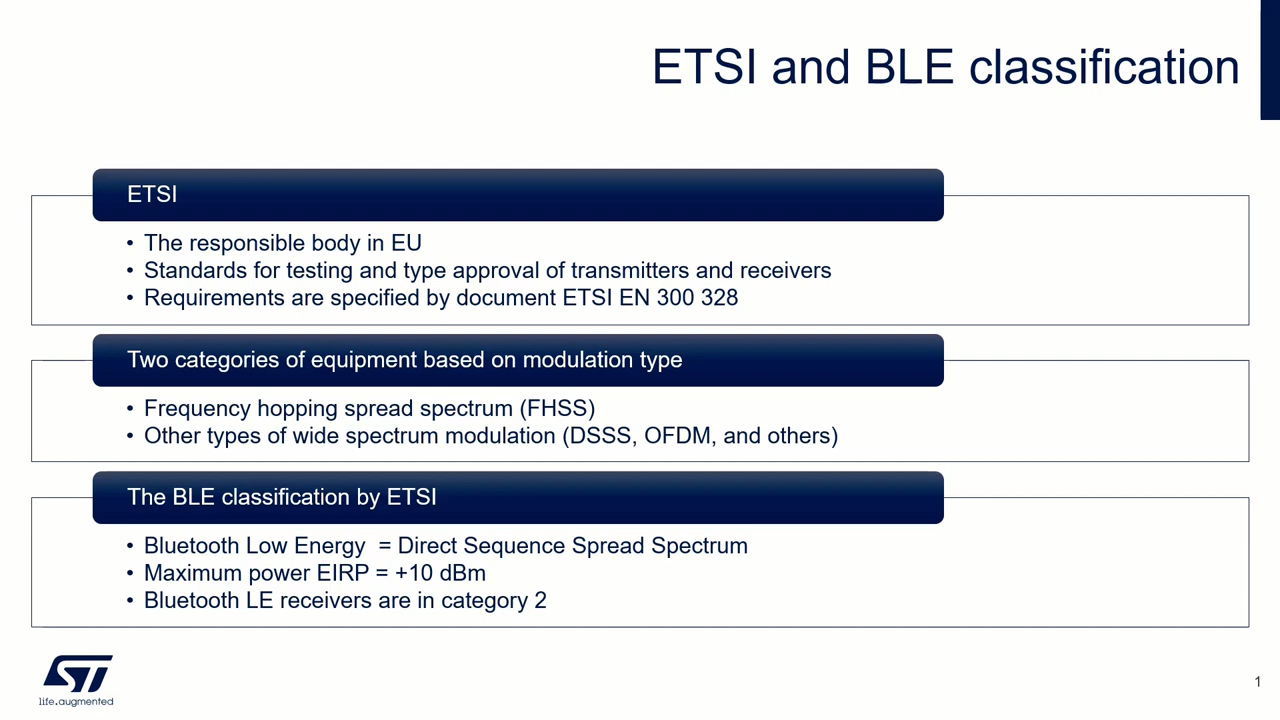 ETSI and BLE classification
ETSI
• The responsible body in EU
• Standards for testing and type approval of transmitters and receivers
• Requirements are specified by document ETSI EN 300 328
Two categories of equipment based on modulation type
• Frequency hopping spread spectrum (FHSS)
• Other types of wide spectrum modulation (DSSS, OFDM, and others)
The BLE classification by ETSI
• Bluetooth Low Energy  = Direct Sequence Spread Spectrum
• Maximum power EIRP = +10 dBm
• Bluetooth LE receivers are in category 2
ST
life.augmented
1